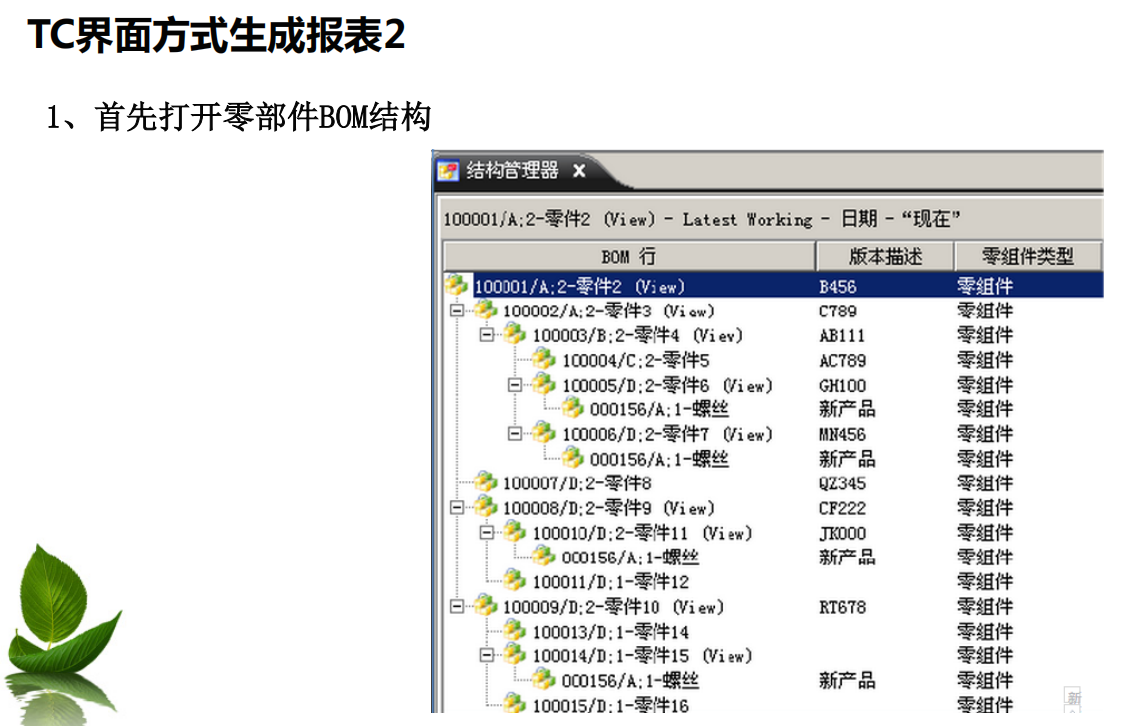 TC界面方式生成报表2
1、首先打开零部件BOM结构
结构管理器 x
100001/A;2-零件2 (View) - Latest Working - 日期 - “现在”
BOM 行 版本描述 零组件类型
100001/A;2-零件2 (View) B456 零组件
100002/A;2-零件3 (View) C789 零组件
100003/B;2-零件4 (View) AB111 零组件
100004/C;2-零件5 AC789 零组件
100005/D;2-零件6 (View) GH100 零组件
000156/A;1-螺丝 新产品 零组件
100006/D;2-零件7 (View) MN456 零组件
000156/A;1-螺丝 新产品 零组件
100007/D;2-零件8 QZ345 零组件
100008/D;2-零件9 (View) CF222 零组件
100010/D;2-零件11 (View) JK000 零组件
000156/A;1-螺丝 新产品 零组件
100011/D;1-零件12 零组件
100009/D;2-零件10 (View) RT678 零组件
100013/D;1-零件14 零组件
100014/D;1-零件15 (View) 零组件
000156/A;1-螺丝 新产品 零组件
100015/D;1-零件16 零组件
新